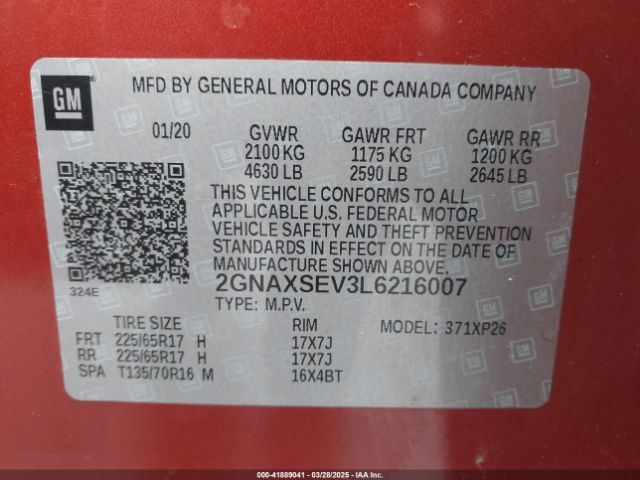 GM
MFD BY GENERAL MOTORS OF CANADA COMPANY
01/20 GVWR GAWR FRT GAWR RR
2100 KG 1175 KG 1200 KG
4630 LB 2590 LB 2645 LB
THIS VEHICLE CONFORMS TO ALL
APPLICABLE U.S. FEDERAL MOTOR
VEHICLE SAFETY AND THEFT PREVENTION
STANDARDS IN EFFECT ON THE DATE OF
MANUFACTURE SHOWN ABOVE.
324E 2GNAXSEV3L6216007
TYPE: M.P.V.
TIRE SIZE RIM MODEL: 371XP26
FRT 225/65R17 H 17X7J
RR 225/65R17 H 17X7J
SPA T135/70R16 M 16X4BT
000-41889041 | 03/28/2025 | IAAI.COM